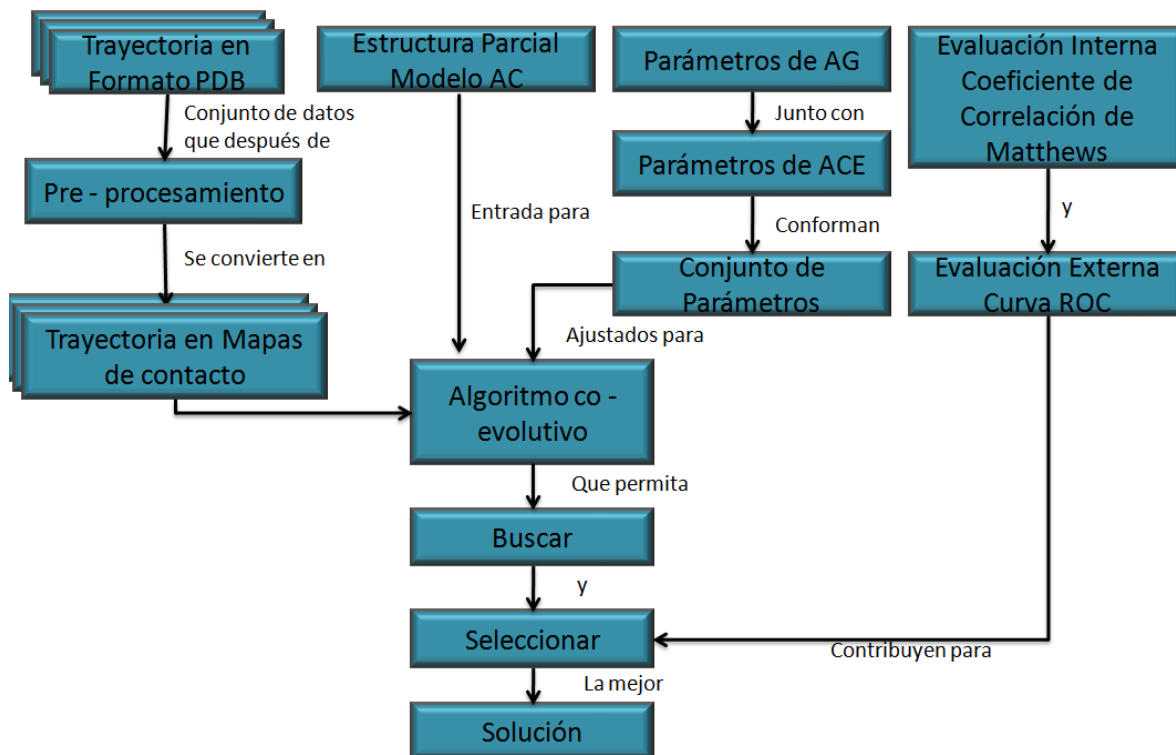 Trayectoria en
Formato PDB
Estructura Parcial
Modelo AC
Parámetros de AG
Evaluación Interna
Coeficiente de
Correlación de
Matthews
Conjunto de datos
que después de
Junto con
Pre - procesamiento
Parámetros de ACE
Entrada para
y
Se convierte en
Conforman
Conjunto de
Parámetros
Evaluación Externa
Curva ROC
Trayectoria en Mapas
de contacto
Ajustados para
Algoritmo co -
evolutivo
Que permita
Buscar
y
Seleccionar
Contribuyen para
La mejor
Solución